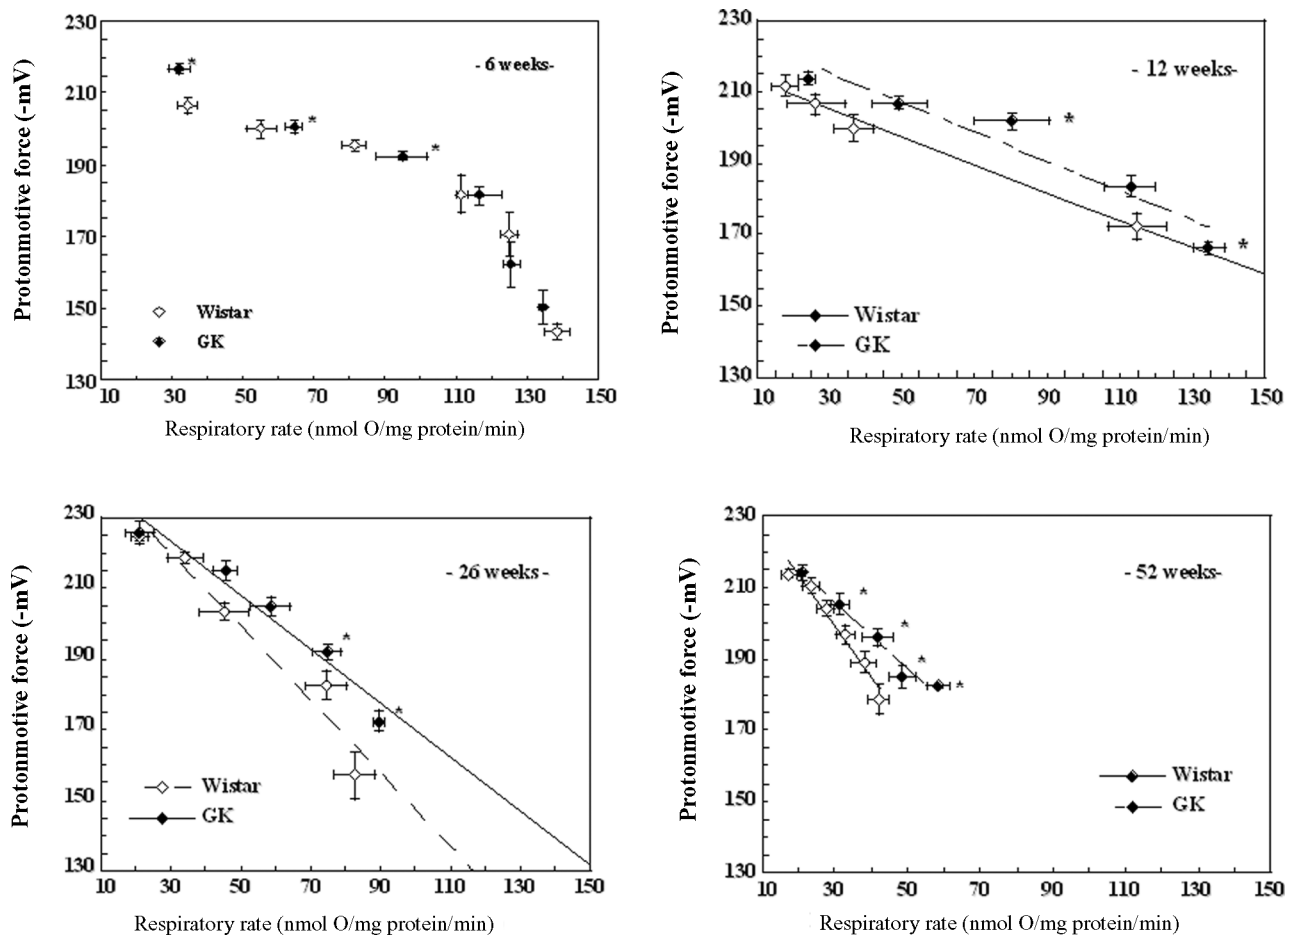 Protonmotive force (-mV)
230
210
190
170
150
130
- 6 weeks-
*
*
*
Wistar
GK
10 30 50 70 90 110 130 150
Respiratory rate (nmol O/mg protein/min)
Protonmotive force (-mV)
230
210
190
170
150
130
- 12 weeks-
*
*
Wistar
GK
10 30 50 70 90 110 130 150
Respiratory rate (nmol O/mg protein/min)
Protonmotive force (-mV)
230
210
190
170
150
130
- 26 weeks -
*
*
Wistar
GK
10 30 50 70 90 110 130 150
Respiratory rate (nmol O/mg protein/min)
Protonmotive force (-mV)
230
210
190
170
150
130
- 52 weeks-
*
*
*
*
Wistar
GK
10 30 50 70 90 110 130 150
Respiratory rate (nmol O/mg protein/min)